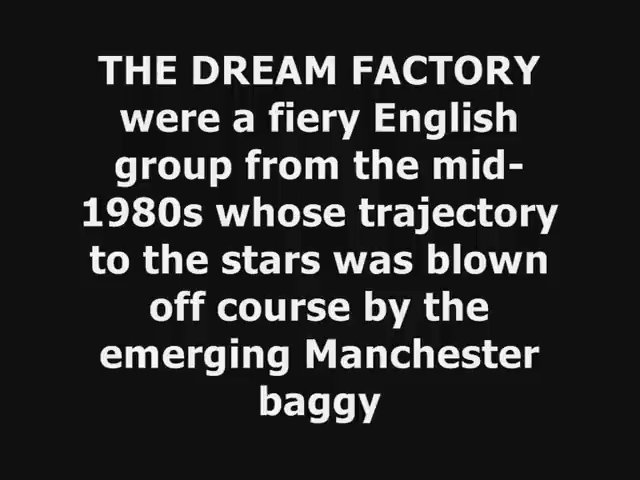 THE DREAM FACTORY
were a fiery English
group from the mid-
1980s whose trajectory
to the stars was blown
off course by the
emerging Manchester
baggy